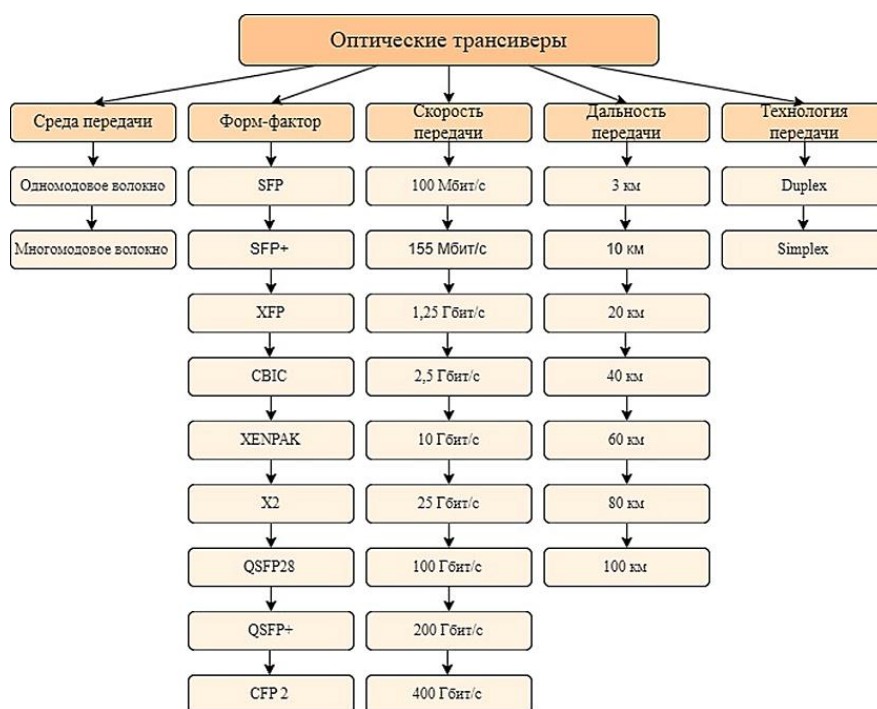 Оптические трансиверы
Среда передачи
Форм-фактор
Скорость
передачи
Дальность
передачи
Технология
передачи
Одномодовое волокно
SFP
100 Мбит/с
3 км
Duplex
Многомодовое волокно
SFP+
155 Мбит/с
10 км
Simplex
XFP
1,25 Гбит/с
20 км
CBIC
2,5 Гбит/с
40 км
XENPAK
10 Гбит/с
60 км
X2
25 Гбит/с
80 км
QSFP28
100 Гбит/с
100 км
QSFP+
200 Гбит/с
CFP 2
400 Гбит/с